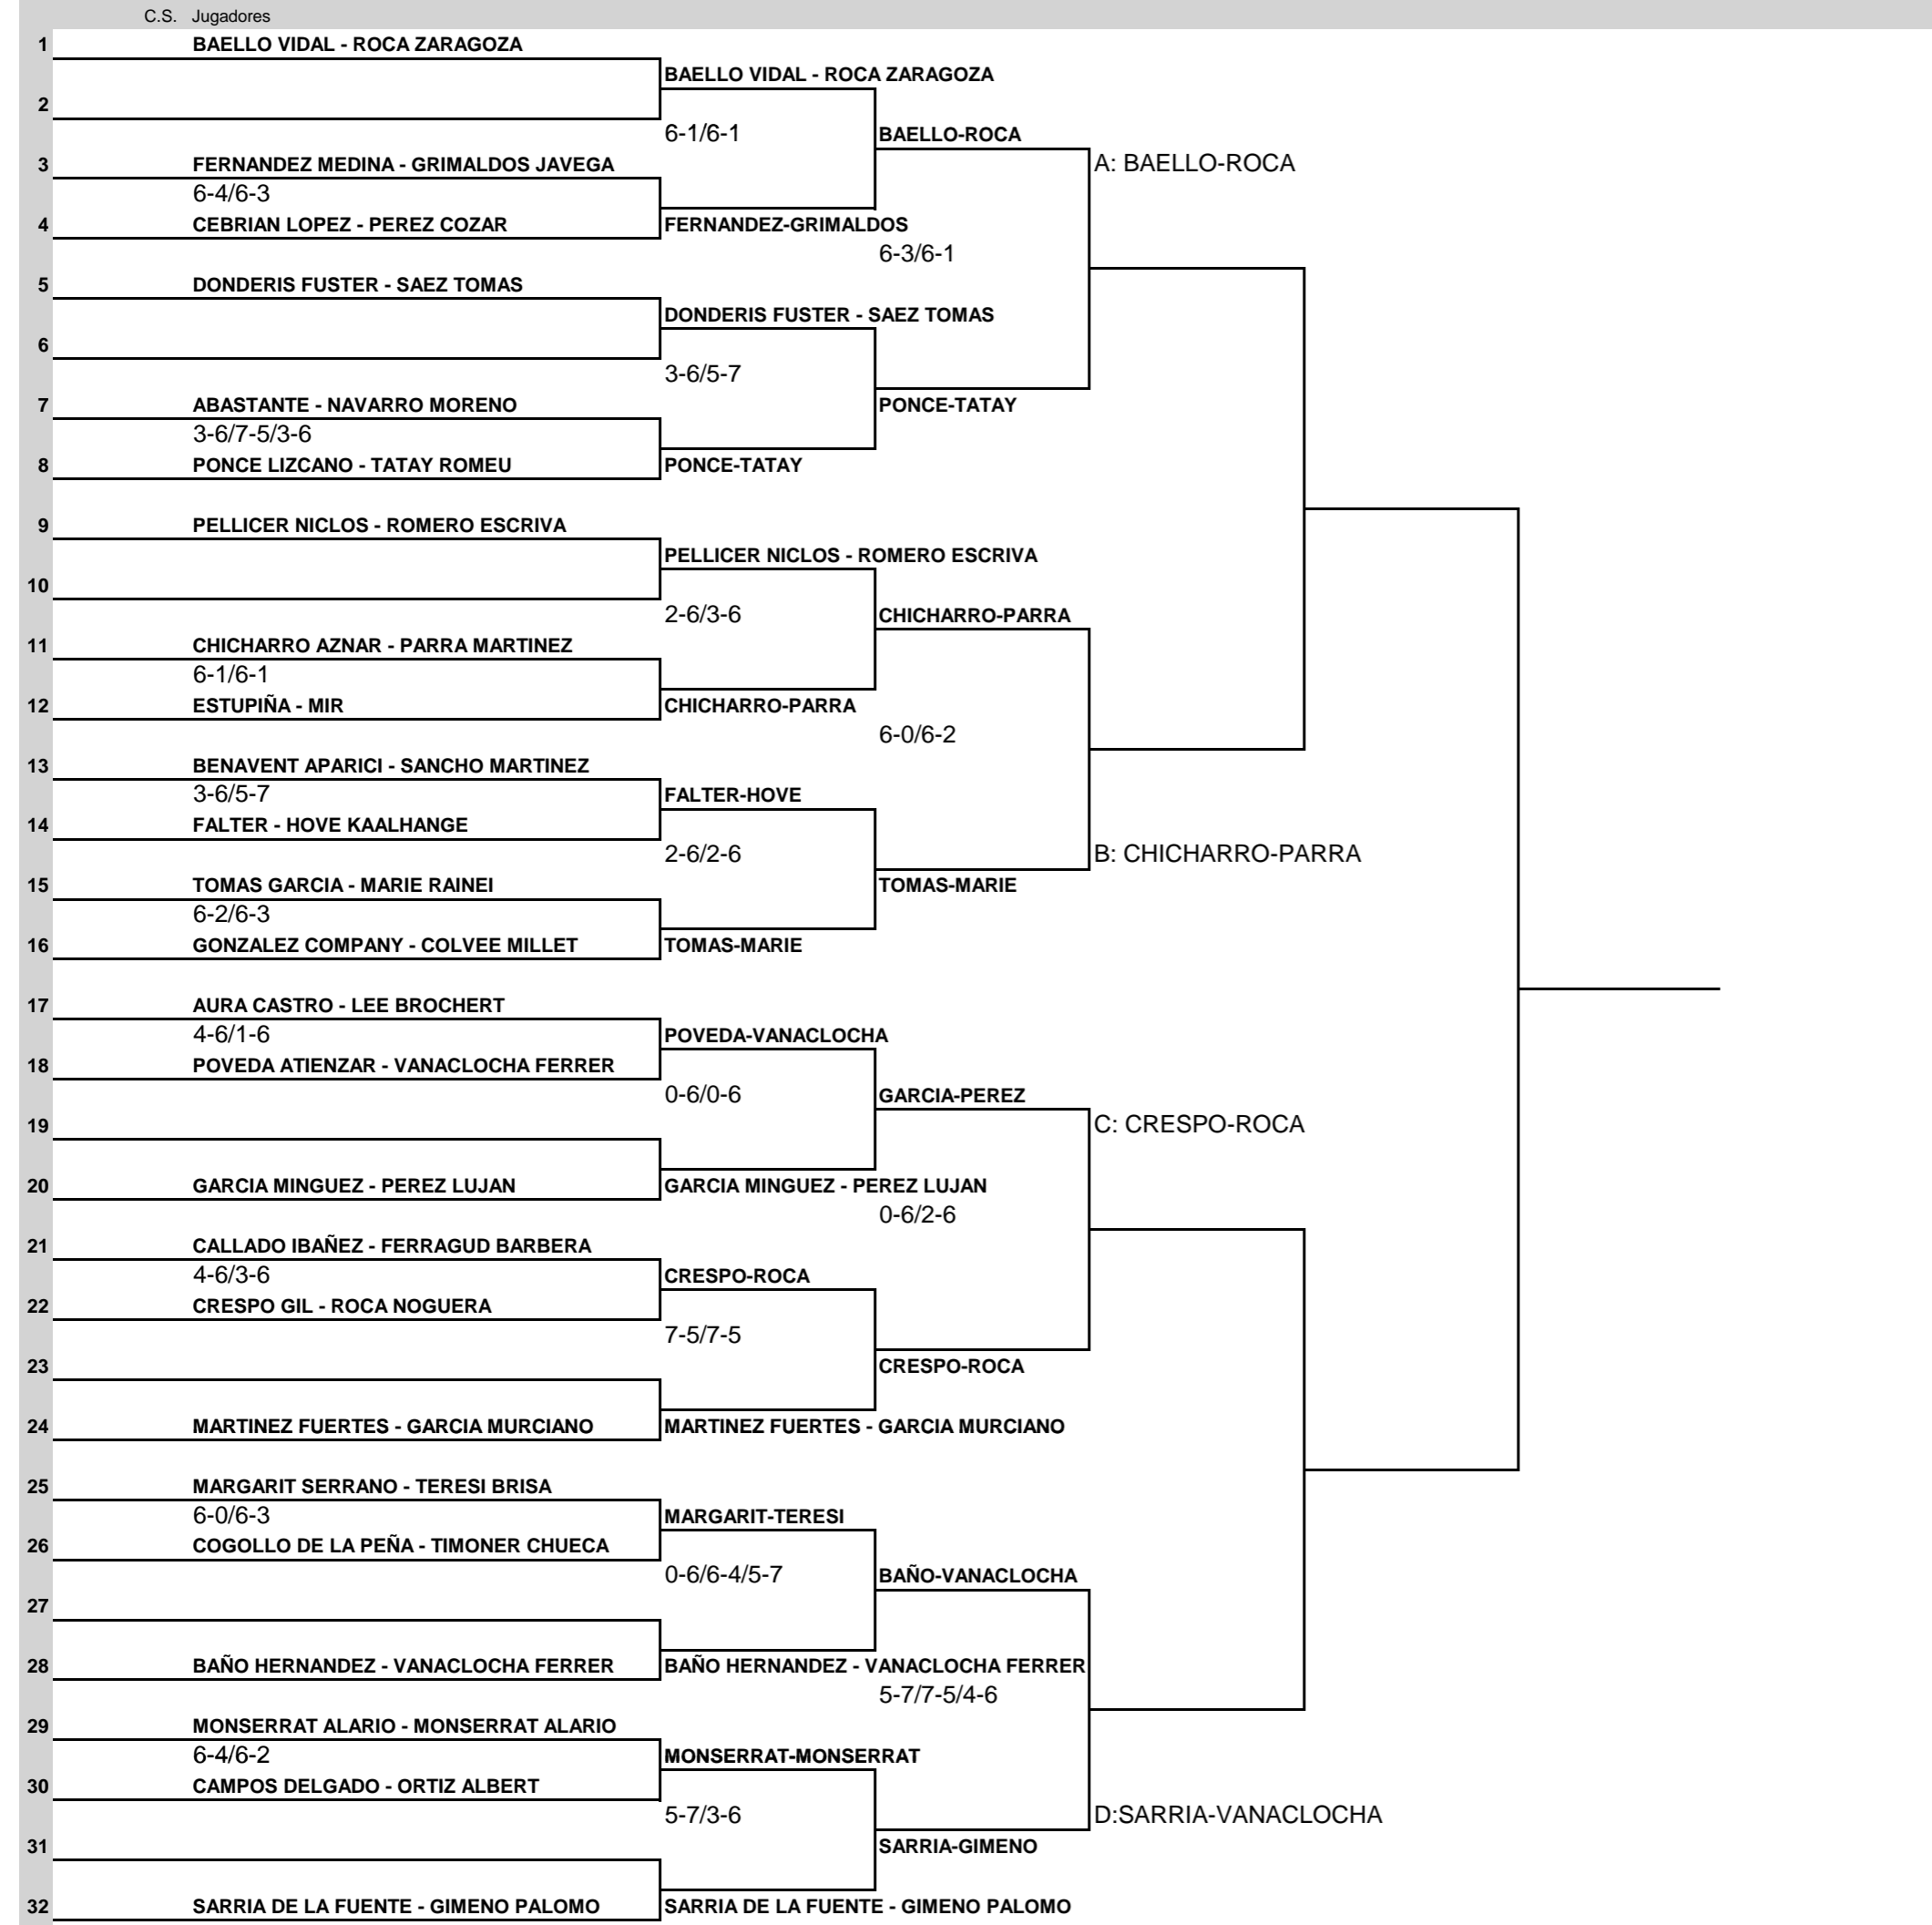 C.S. Jugadores
1 BAELLO VIDAL - ROCA ZARAGOZA
BAELLO VIDAL - ROCA ZARAGOZA
2
6-1/6-1 BAELLO-ROCA
3 FERNANDEZ MEDINA - GRIMALDOS JAVEGA A: BAELLO-ROCA
6-4/6-3
4 CEBRIAN LOPEZ - PEREZ COZAR FERNANDEZ-GRIMALDOS
6-3/6-1
5 DONDERIS FUSTER - SAEZ TOMAS
DONDERIS FUSTER - SAEZ TOMAS
6
3-6/5-7
7 ABASTANTE - NAVARRO MORENO PONCE-TATAY
3-6/7-5/3-6
8 PONCE LIZCANO - TATAY ROMEU PONCE-TATAY
9 PELLICER NICLOS - ROMERO ESCRIVA
PELLICER NICLOS - ROMERO ESCRIVA
10
2-6/3-6 CHICHARRO-PARRA
11 CHICHARRO AZNAR - PARRA MARTINEZ
6-1/6-1
12 ESTUPIÑA - MIR CHICHARRO-PARRA
6-0/6-2
13 BENAVENT APARICI - SANCHO MARTINEZ
3-6/5-7 FALTER-HOVE
14 FALTER - HOVE KAALHANGE
2-6/2-6 B: CHICHARRO-PARRA
15 TOMAS GARCIA - MARIE RAINEI TOMAS-MARIE
6-2/6-3
16 GONZALEZ COMPANY - COLVEE MILLET TOMAS-MARIE
17 AURA CASTRO - LEE BROCHERT
4-6/1-6 POVEDA-VANACLOCHA
18 POVEDA ATIENZAR - VANACLOCHA FERRER
0-6/0-6 GARCIA-PEREZ
19 C: CRESPO-ROCA
20 GARCIA MINGUEZ - PEREZ LUJAN GARCIA MINGUEZ - PEREZ LUJAN
0-6/2-6
21 CALLADO IBAÑEZ - FERRAGUD BARBERA
4-6/3-6 CRESPO-ROCA
22 CRESPO GIL - ROCA NOGUERA
7-5/7-5
23 CRESPO-ROCA
24 MARTINEZ FUERTES - GARCIA MURCIANO MARTINEZ FUERTES - GARCIA MURCIANO
25 MARGARIT SERRANO - TERESI BRISA
6-0/6-3 MARGARIT-TERESI
26 COGOLLO DE LA PEÑA - TIMONER CHUECA
0-6/6-4/5-7 BAÑO-VANACLOCHA
27
28 BAÑO HERNANDEZ - VANACLOCHA FERRER BAÑO HERNANDEZ - VANACLOCHA FERRER
5-7/7-5/4-6
29 MONSERRAT ALARIO - MONSERRAT ALARIO
6-4/6-2 MONSERRAT-MONSERRAT
30 CAMPOS DELGADO - ORTIZ ALBERT
5-7/3-6 D:SARRIA-VANACLOCHA
31 SARRIA-GIMENO
32 SARRIA DE LA FUENTE - GIMENO PALOMO SARRIA DE LA FUENTE - GIMENO PALOMO